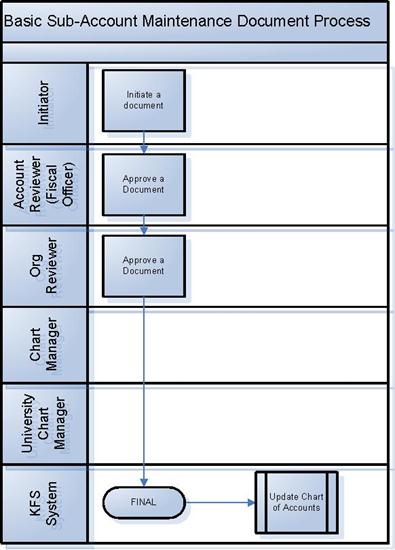 Basic Sub-Account Maintenance Document Process
Initiator
Initiate a
document
Account
Reviewer
(Fiscal
Officer)
Approve a
Document
Org
Reviewer
Approve a
Document
Chart
Manager
University
Chart
Manager
KFS
System
FINAL
Update Chart
of Accounts